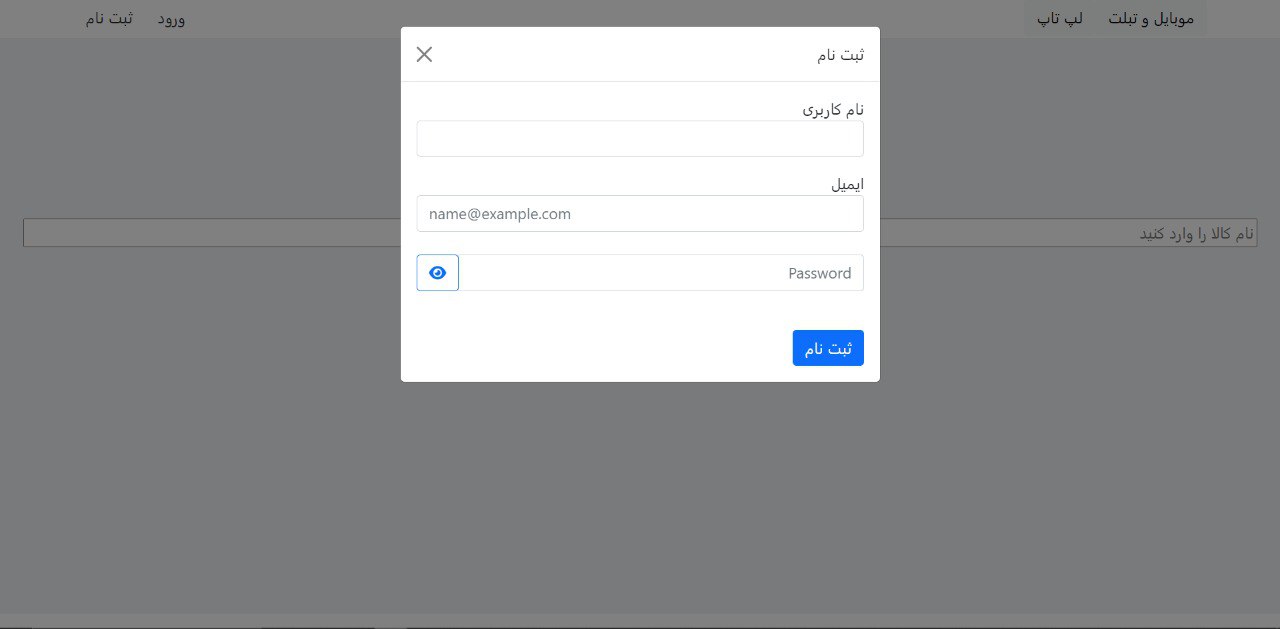 موبایل و تبلت
لپ تاپ
ورود
ثبت نام
ثبت نام
نام کاربری
ایمیل
name@example.com
نام کالا را وارد کنید
Password
ثبت نام